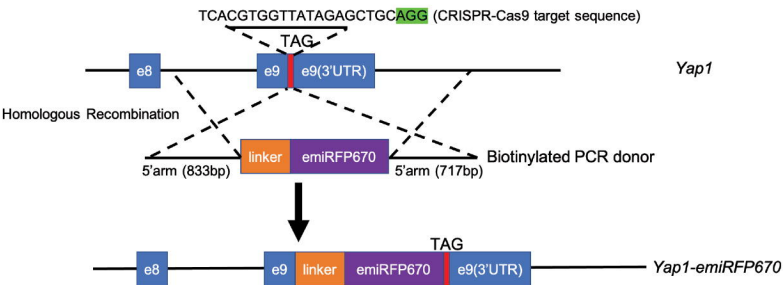 TCACGTGGTTATAGAGCTGCAGG (CRISPR-Cas9 target sequence)
TAG
e8 e9 e9(3'UTR) Yap1
Homologous Recombination
linker emiRFP670 Biotinylated PCR donor
5'arm (833bp) 5'arm (717bp)
TAG
e8 e9 linker emiRFP670 e9(3'UTR) Yap1-emiRFP670